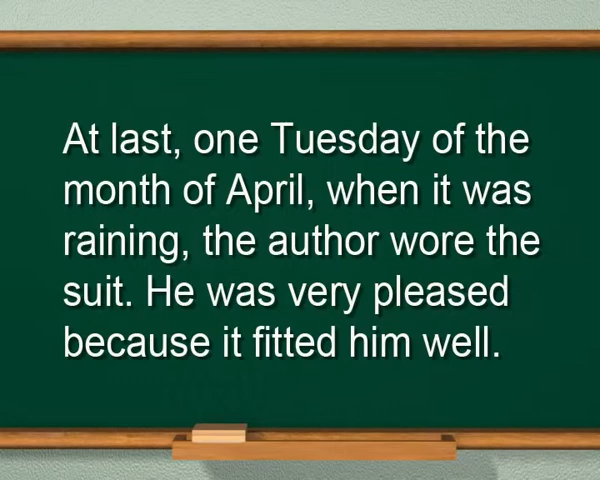 At last, one Tuesday of the
month of April, when it was
raining, the author wore the
suit. He was very pleased
because it fitted him well.